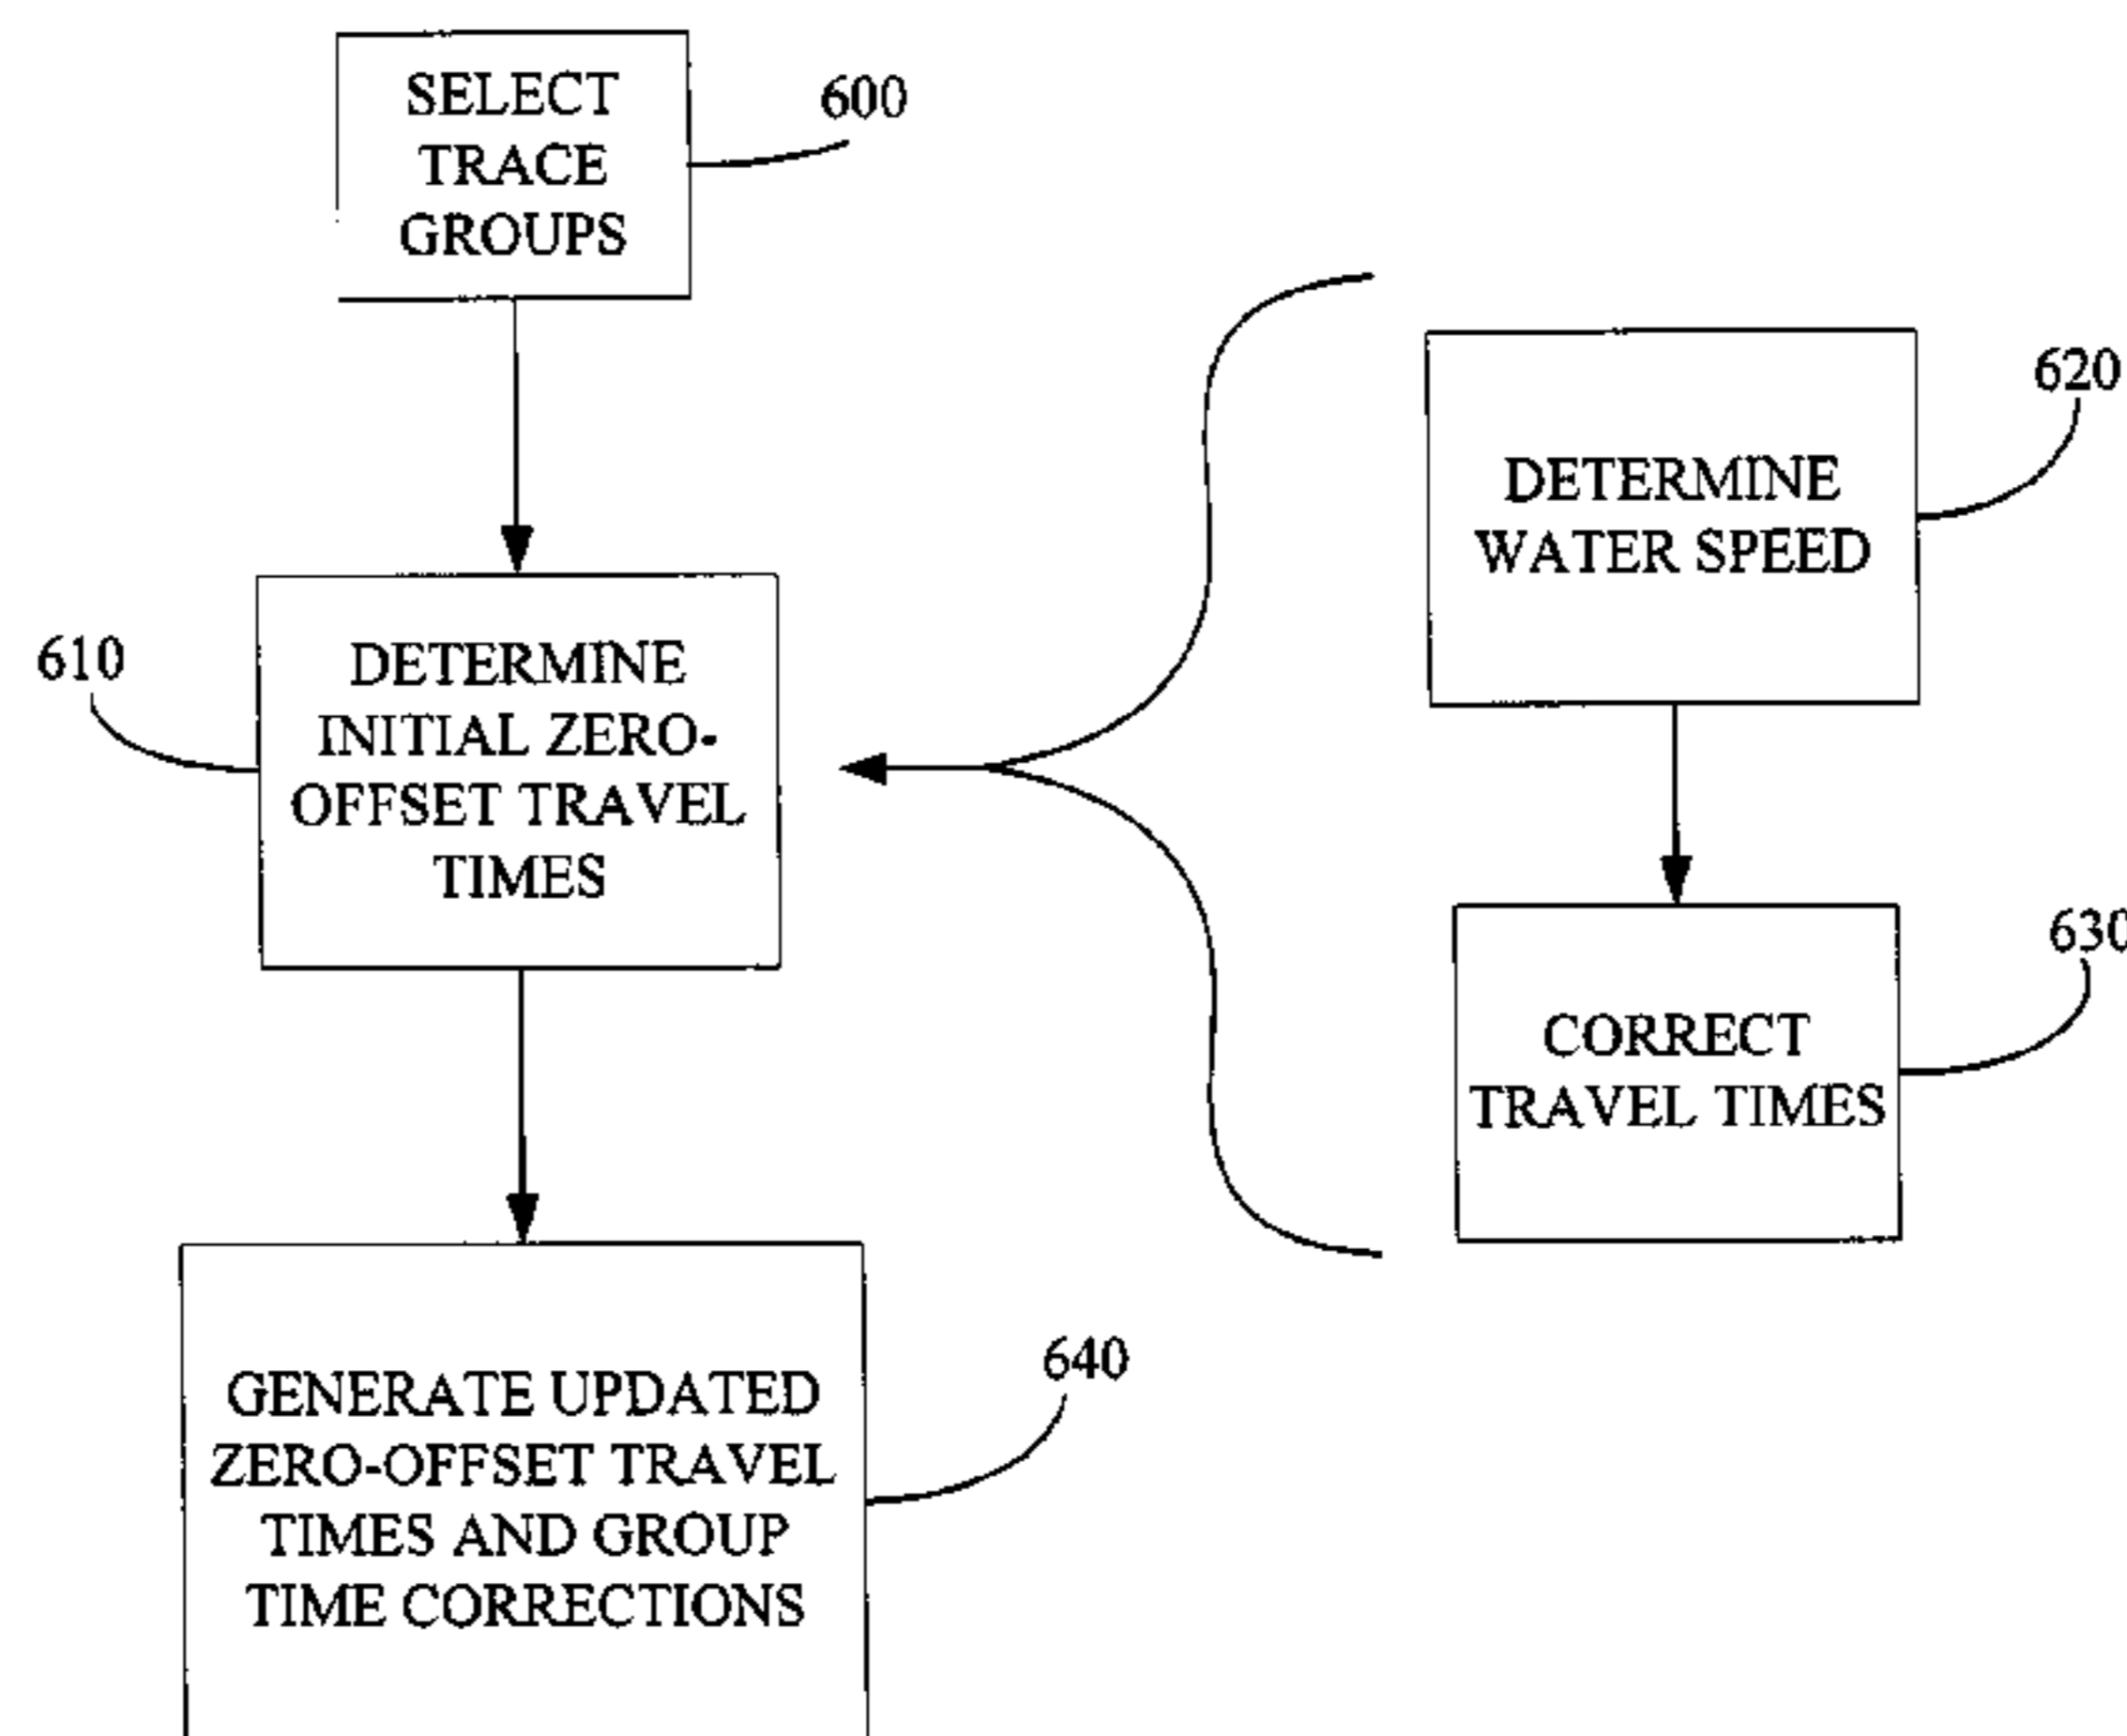 SELECT
TRACE
GROUPS
600
DETERMINE
INITIAL ZERO-
OFFSET TRAVEL
TIMES
610
DETERMINE
WATER SPEED
620
CORRECT
TRAVEL TIMES
630
GENERATE UPDATED
ZERO-OFFSET TRAVEL
TIMES AND GROUP
TIME CORRECTIONS
640